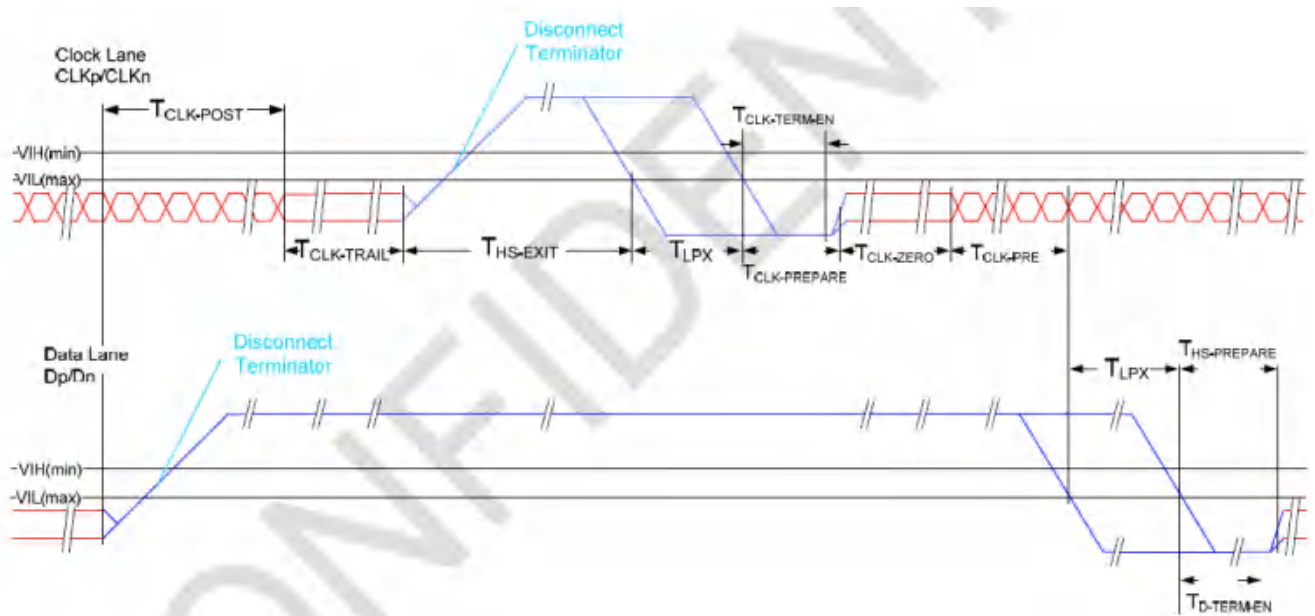 Disconnect
Terminator
Clock Lane
CLKp/CLKn
TCLK-POST
TCLK-TERM-EN
VIH(min)
VIL(max)
TCLK-TRAIL
THS-EXIT
TLPX
TCLK-PREPARE
TCLK-ZERO
TCLK-PRE
Data Lane
Dp/Dn
Disconnect
Terminator
TLPX
THS-PREPARE
VIH(min)
VIL(max)
TD-TERM-EN
ONFIDEN